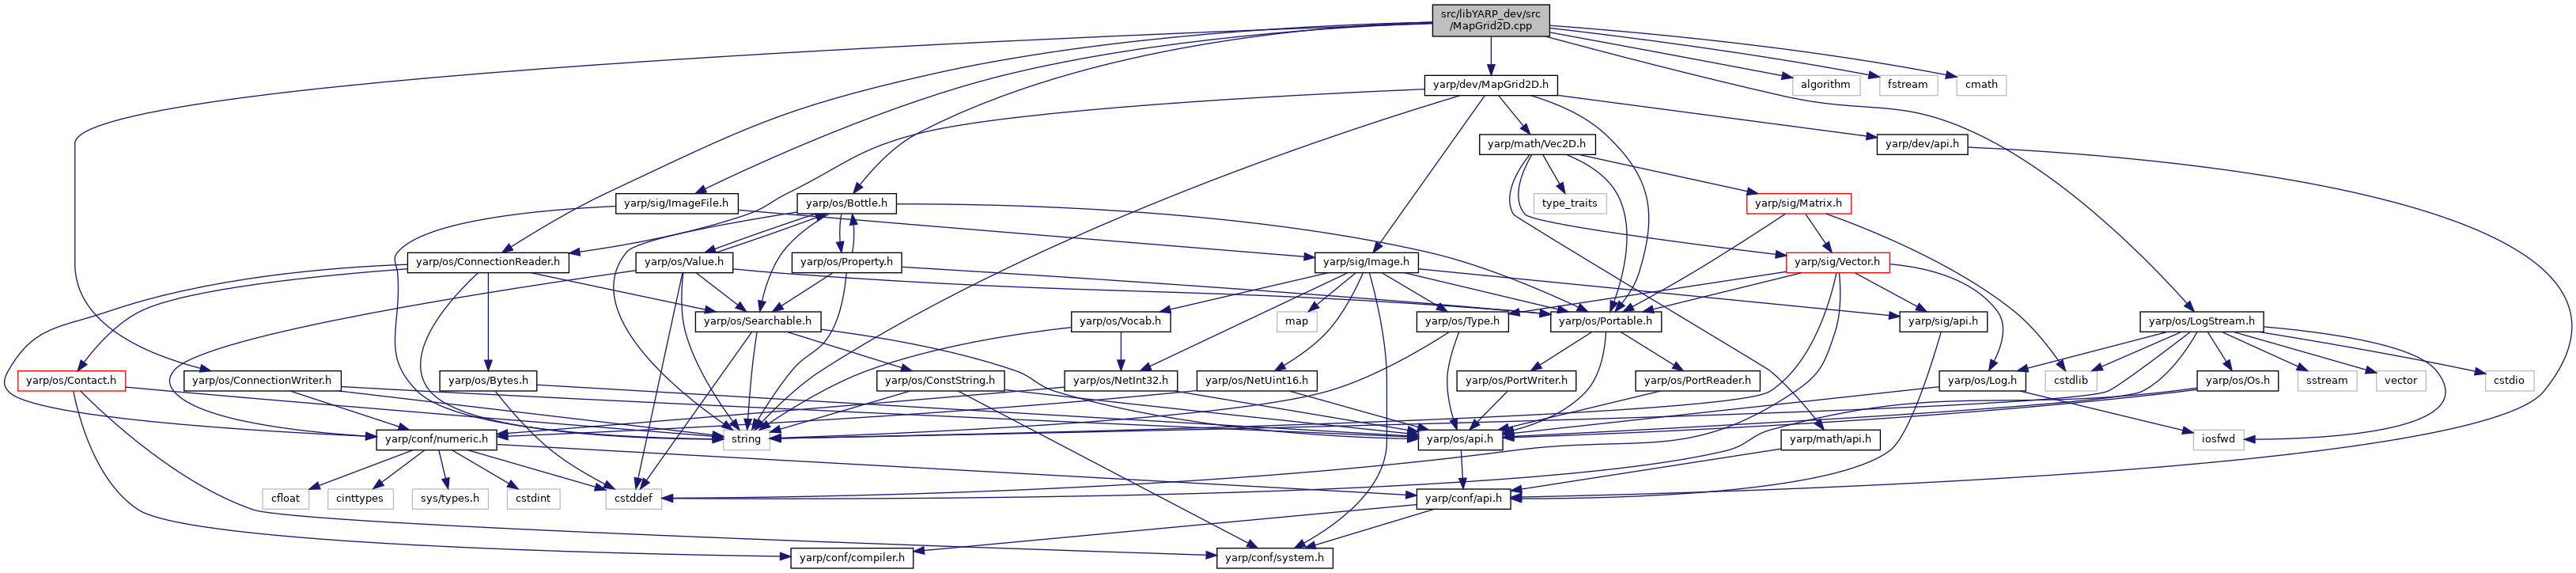 src/libYARP_dev/src
/MapGrid2D.cpp
yarp/dev/MapGrid2D.h
algorithm
fstream
cmath
yarp/math/Vec2D.h
yarp/dev/api.h
yarp/sig/ImageFile.h
yarp/os/Bottle.h
type_traits
yarp/sig/Matrix.h
yarp/os/ConnectionReader.h
yarp/os/Value.h
yarp/os/Property.h
yarp/sig/Image.h
yarp/sig/Vector.h
yarp/os/Searchable.h
yarp/os/Vocab.h
map
yarp/os/Type.h
yarp/os/Portable.h
yarp/sig/api.h
yarp/os/LogStream.h
yarp/os/Contact.h
yarp/os/ConnectionWriter.h
yarp/os/Bytes.h
yarp/os/ConstString.h
yarp/os/NetInt32.h
yarp/os/NetUint16.h
yarp/os/PortWriter.h
yarp/os/PortReader.h
yarp/os/Log.h
cstdlib
yarp/os/Os.h
sstream
vector
cstdio
yarp/conf/numeric.h
string
yarp/os/api.h
yarp/math/api.h
iosfwd
cfloat
cinttypes
sys/types.h
cstdint
cstddef
yarp/conf/api.h
yarp/conf/compiler.h
yarp/conf/system.h